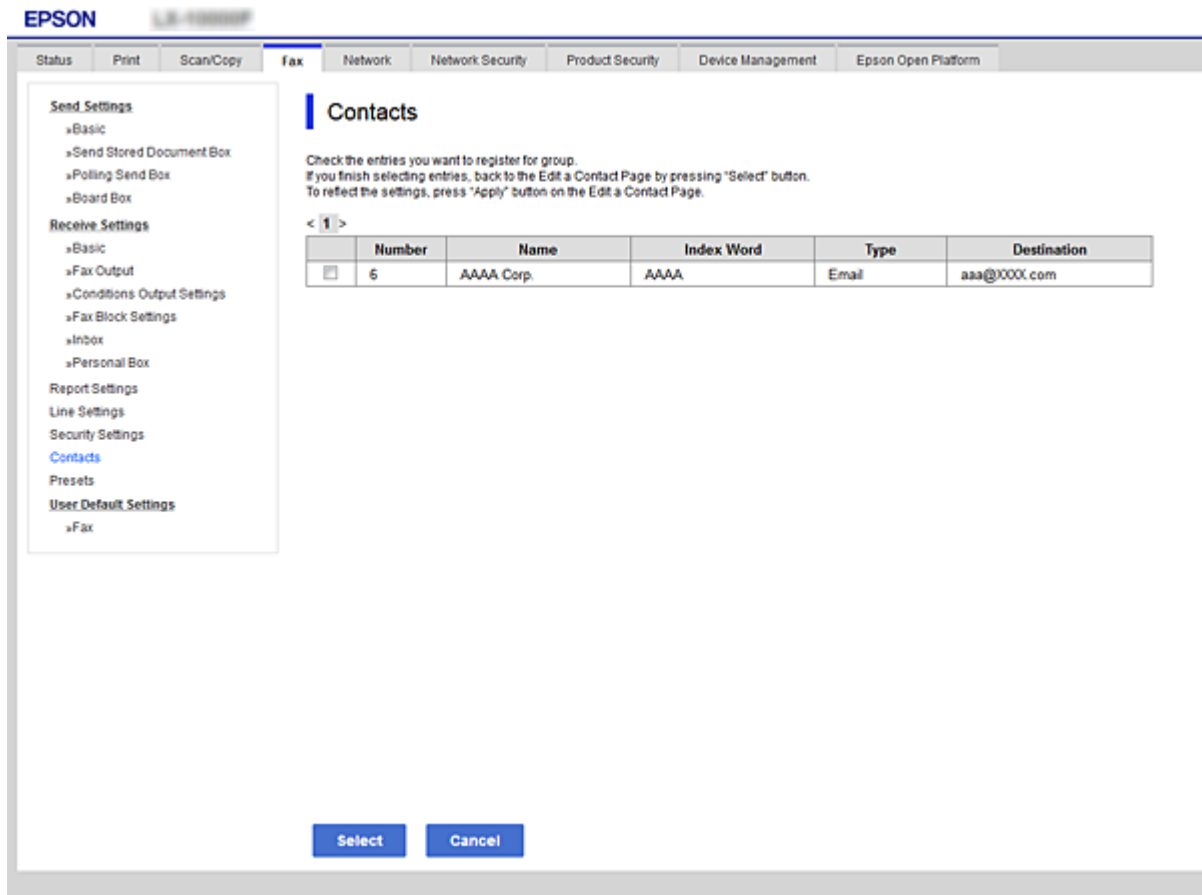 EPSON
Status Print Scan/Copy Fax Network Network Security Product Security Device Management Epson Open Platform
Send Settings
»Basic
»Send Stored Document Box
»Polling Send Box
»Board Box
Receive Settings
»Basic
»Fax Output
»Conditions Output Settings
»Fax Block Settings
»Inbox
»Personal Box
Report Settings
Line Settings
Security Settings
Contacts
Presets
User Default Settings
»Fax
Contacts
Check the entries you want to register for group.
If you finish selecting entries, back to the Edit a Contact Page by pressing "Select" button.
To reflect the settings, press "Apply" button on the Edit a Contact Page.
< 1 >
Number Name Index Word Type Destination
6 AAAA Corp. AAAA Email aaa@XXXX.com
Select Cancel